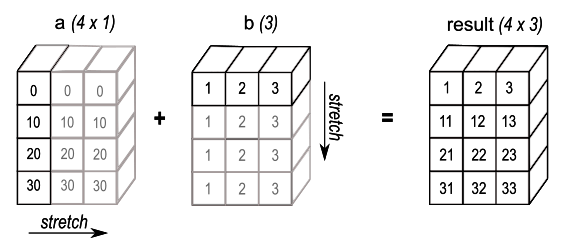 a (4 x 1)
b (3)
result (4 x 3)
0 0 0
10 10 10
20 20 20
30 30 30
stretch
+
1 2 3
1 2 3
1 2 3
1 2 3
stretch
=
1 2 3
11 12 13
21 22 23
31 32 33